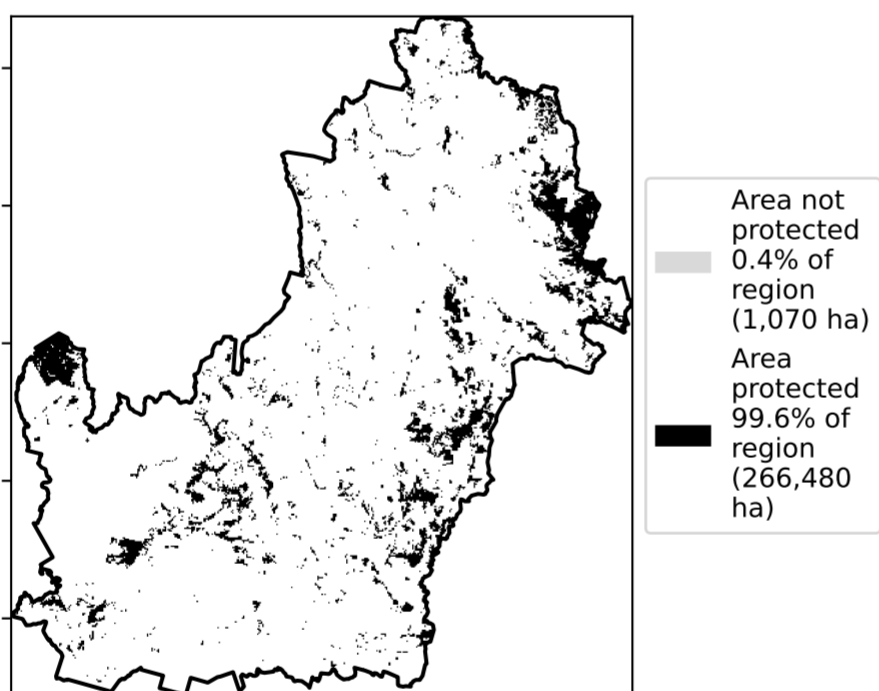 Area not
protected
0.4% of
region
(1,070 ha)
Area
protected
99.6% of
region
(266,480
ha)